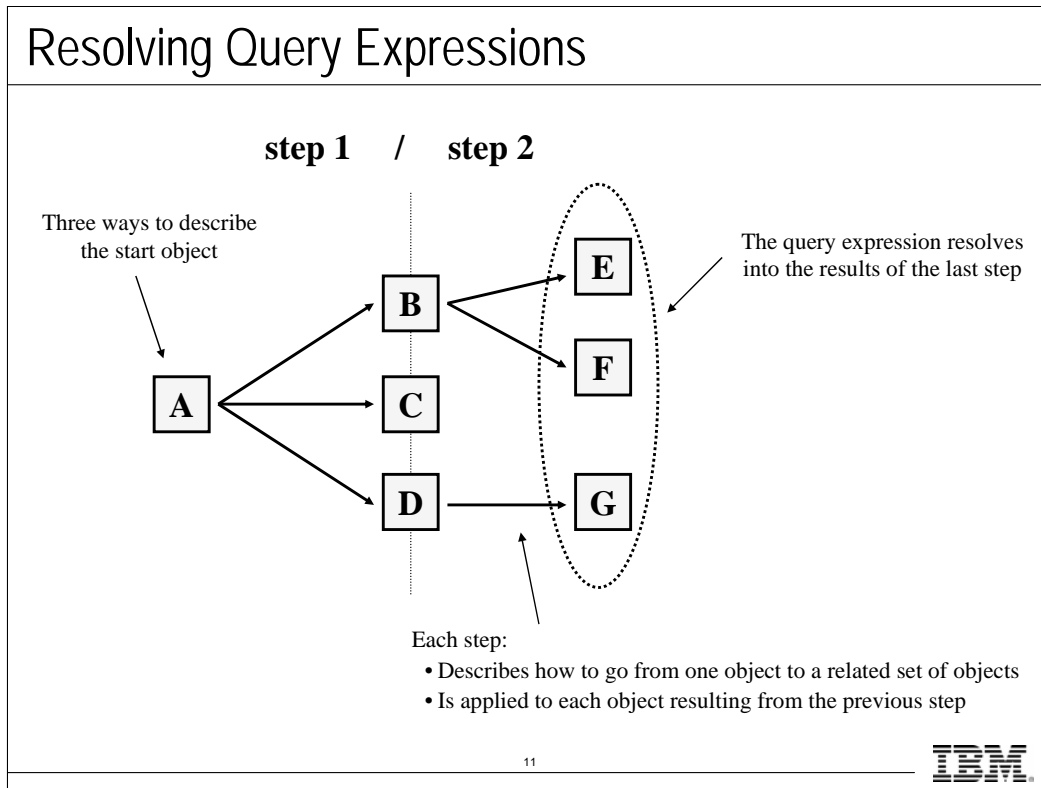 Resolving Query Expressions
step 1 / step 2
Three ways to describe
the start object
The query expression resolves
into the results of the last step
E
B
F
A
C
D
G
Each step:
• Describes how to go from one object to a related set of objects
• Is applied to each object resulting from the previous step
11
IBM.